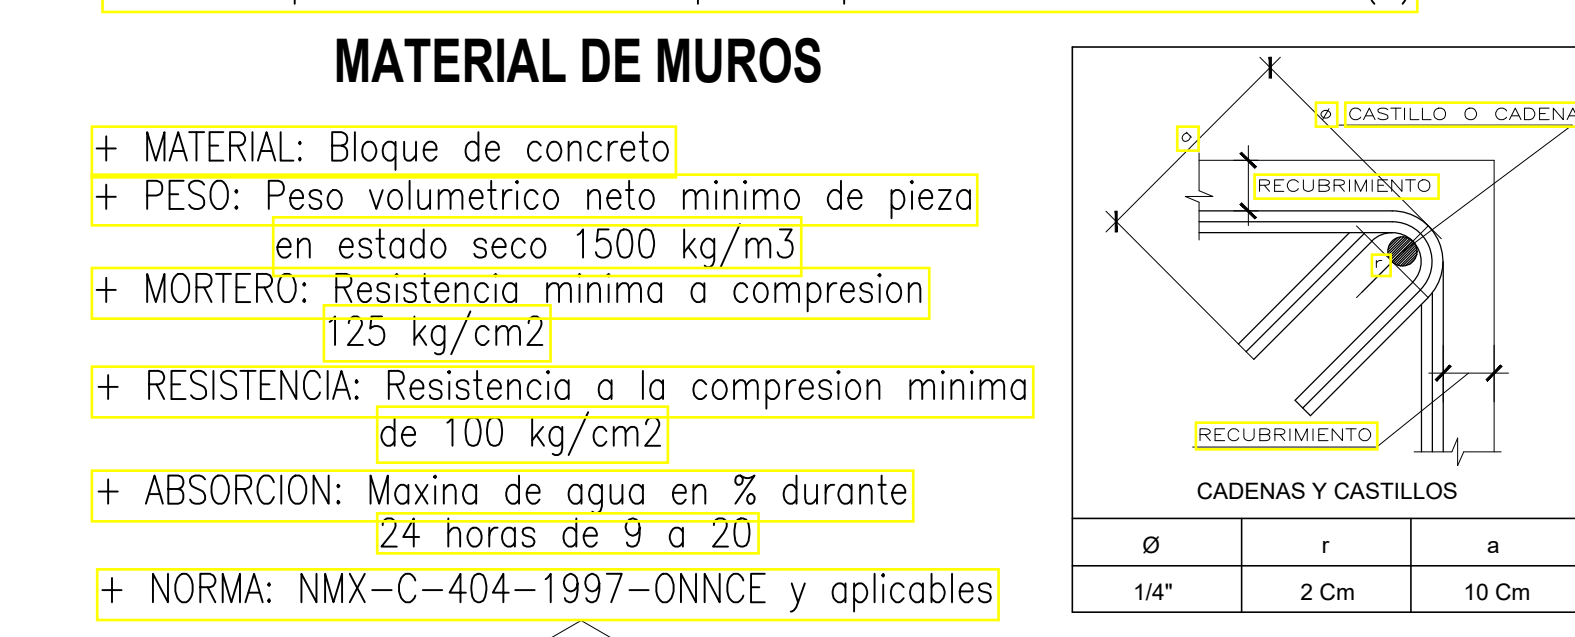 MATERIAL DE MUROS
+ MATERIAL: Bloque de concreto
+ PESO: Peso volumetrico neto minimo de pieza
en estado seco 1500 kg/m3
+ MORTERO: Resistencia minima a compresion
125 kg/cm2
+ RESISTENCIA: Resistencia a la compresion minima
de 100 kg/cm2
+ ABSORCION: Maxina de agua en % durante
24 horas de 9 a 20
+ NORMA: NMX-C-404-1997-ONNCE y aplicables
Ø CASTILLO O CADENA
a
RECUBRIMIENTO
r
RECUBRIMIENTO
CADENAS Y CASTILLOS
Ø r a
1/4" 2 Cm 10 Cm